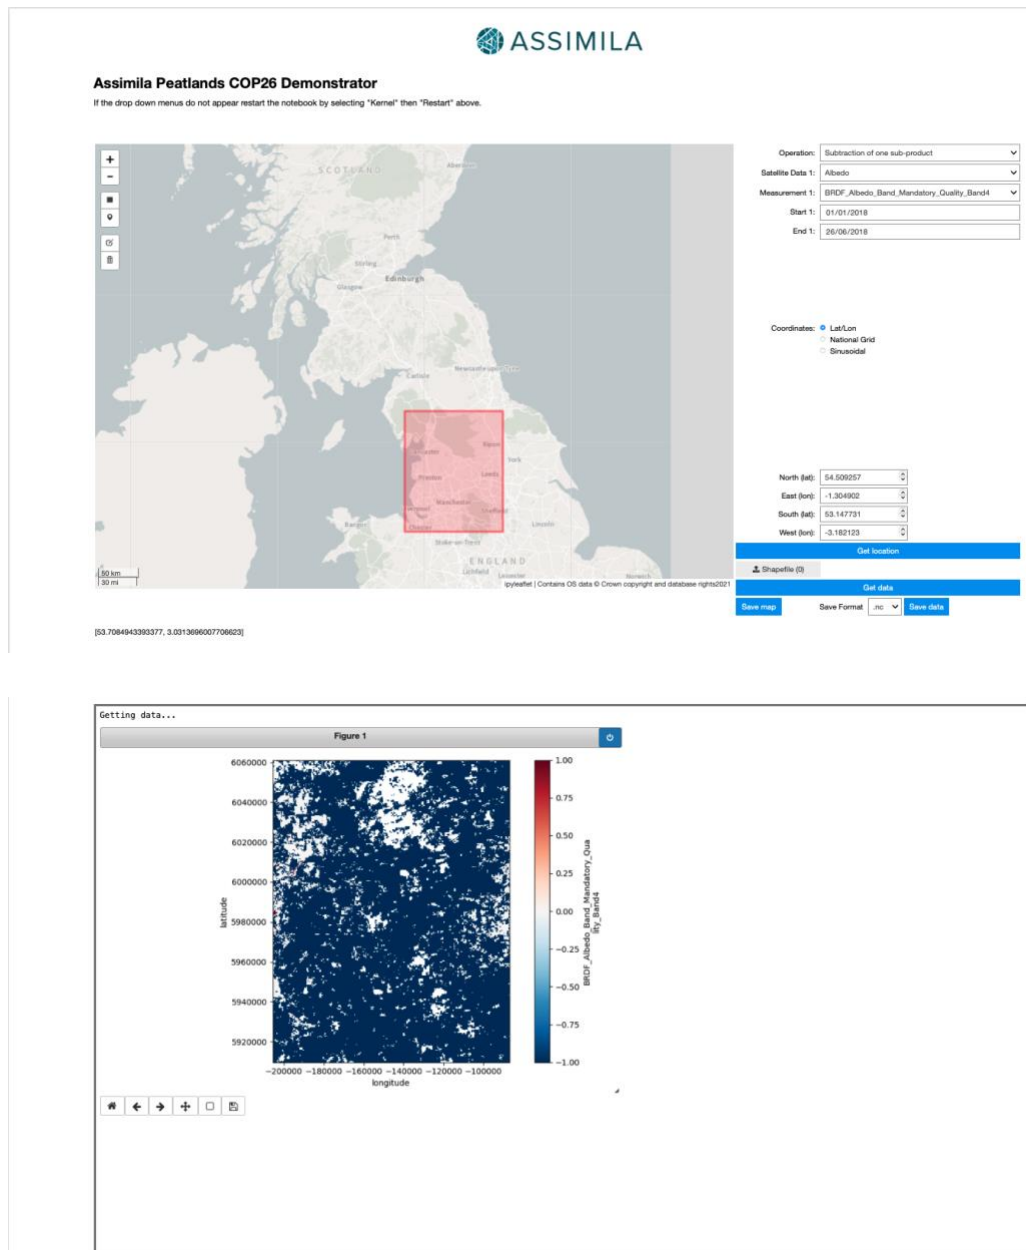 ASSIMILA
Assimila Peatlands COP26 Demonstrator
If the drop down menus do not appear restart the notebook by selecting "Kernel" then "Restart" above.
+
−
SCOTLAND
Aberdeen
Perth
Stirling
Edinburgh
Glasgow
Newcastle-upon-Tyne
Carlisle
Lancaster
Ripon
York
Preston
Leeds
Manchester
Sheffield
Chester
Bangor
Lincoln
Stoke-on-Trent
ENGLAND
Lichfield
Leicester
Norwich
50 km
30 mi
ipyleaflet | Contains OS data © Crown copyright and database rights2021
Operation: Subtraction of one sub-product
Satellite Data 1: Albedo
Measurement 1: BRDF_Albedo_Band_Mandatory_Quality_Band4
Start 1: 01/01/2018
End 1: 26/06/2018
Coordinates: Lat/Lon
National Grid
Sinusoidal
North (lat): 54.509257
East (lon): -1.304902
South (lat): 53.147731
West (lon): -3.182123
Get location
Shapefile (0)
Get data
Save map Save Format .nc Save data
[53.7084943393377, 3.0313696007706623]
Getting data...
Figure 1
6060000
6040000
6020000
6000000
5980000
5960000
5940000
5920000
latitude
−200000 −180000 −160000 −140000 −120000 −100000
longitude
1.00
0.75
0.50
0.25
0.00
−0.25
−0.50
−0.75
−1.00
BRDF_Albedo_Band_Mandatory_Qua
lity_Band4